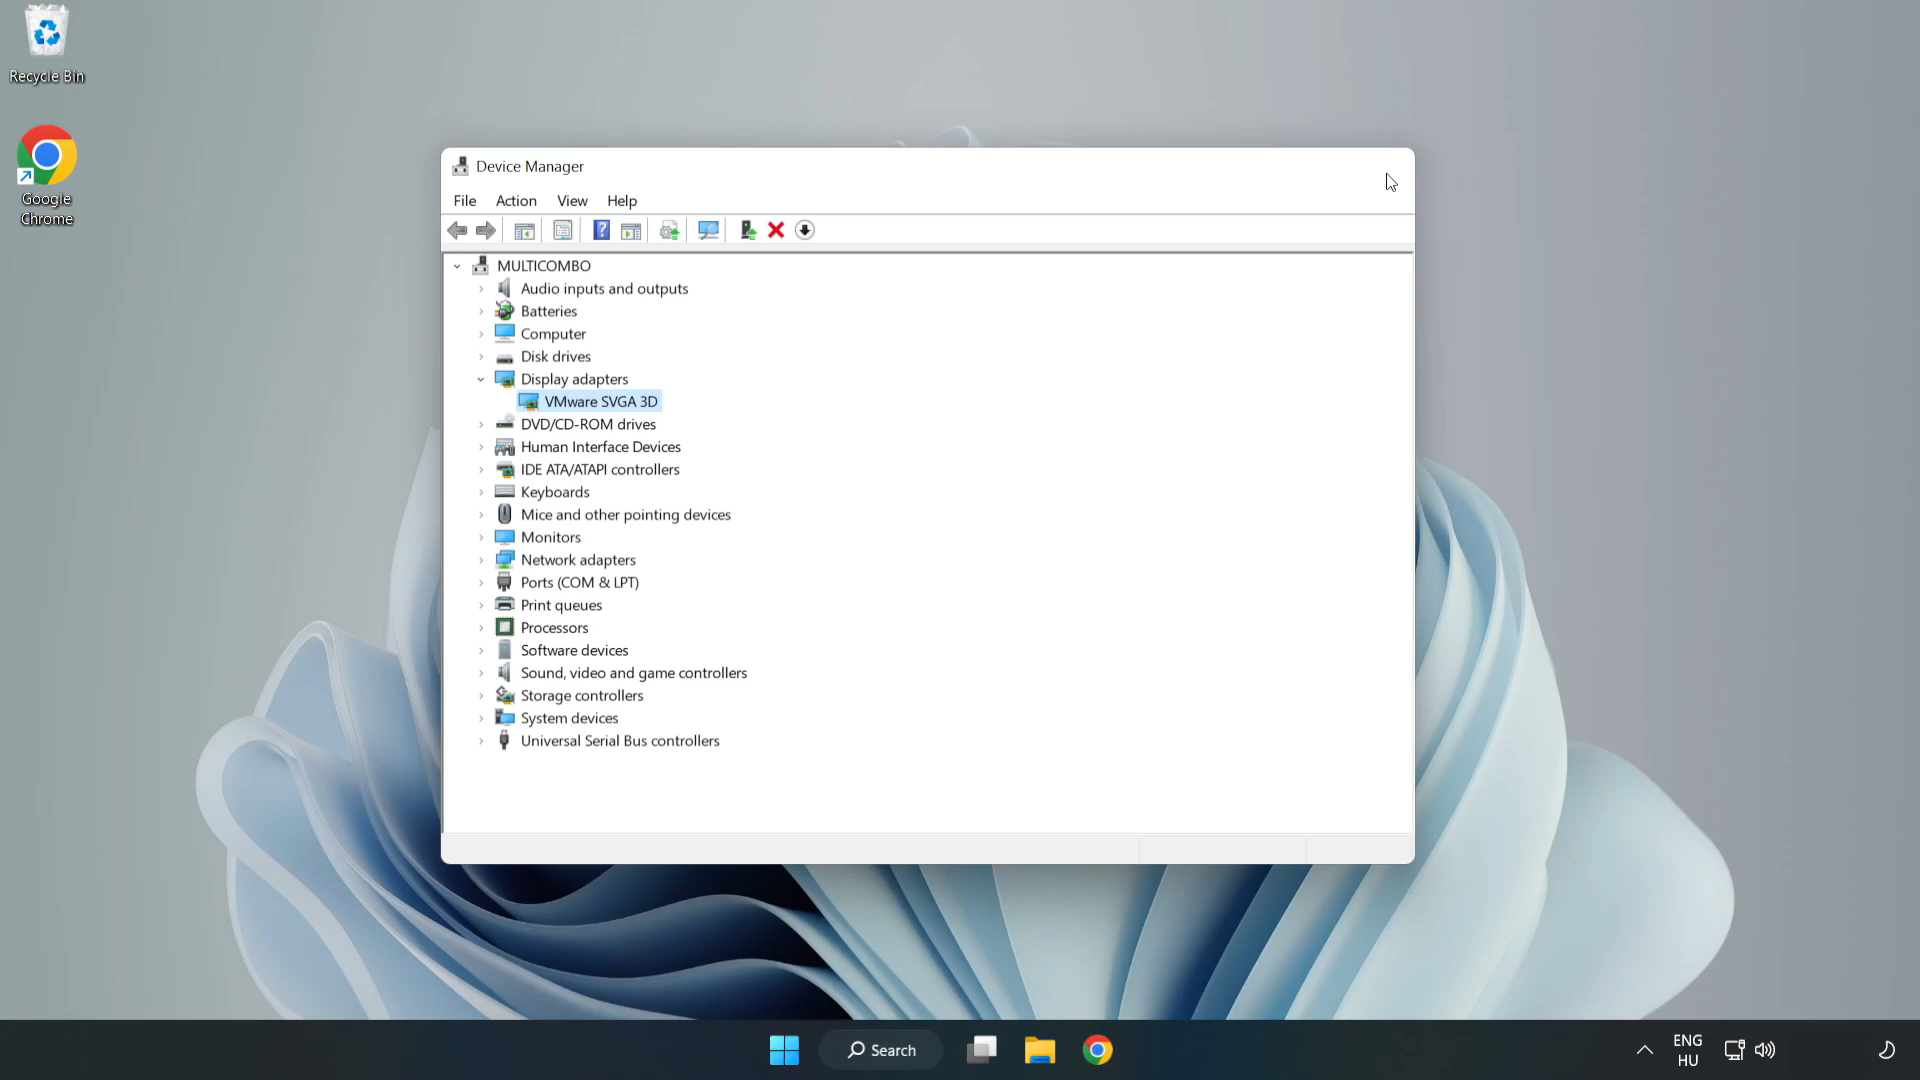 Recycle Bin
Google
Chrome
Device Manager
File Action View Help
MULTICOMBO
Audio inputs and outputs
Batteries
Computer
Disk drives
Display adapters
VMware SVGA 3D
DVD/CD-ROM drives
Human Interface Devices
IDE ATA/ATAPI controllers
Keyboards
Mice and other pointing devices
Monitors
Network adapters
Ports (COM & LPT)
Print queues
Processors
Software devices
Sound, video and game controllers
Storage controllers
System devices
Universal Serial Bus controllers
Search
ENG
HU